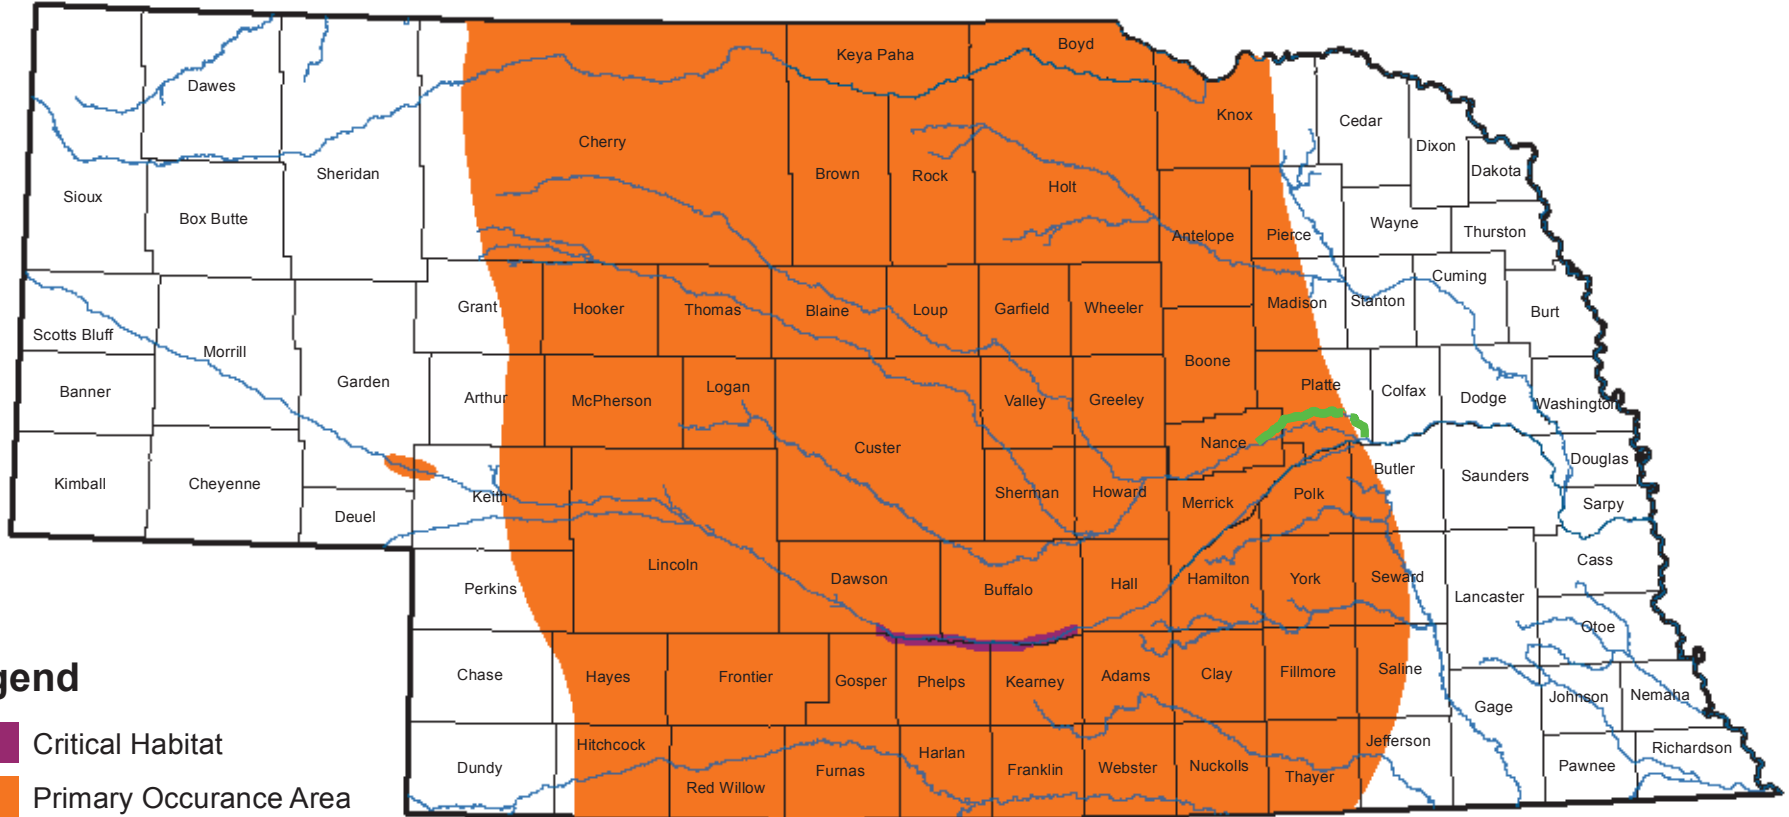 Boyd
Keya Paha
Dawes
Knox
Cedar
Cherry
Dixon
Dakota
Sheridan
Brown
Rock
Holt
Sioux
Box Butte
Wayne
Thurston
Antelope
Pierce
Cuming
Grant
Hooker
Thomas
Blaine
Loup
Garfield
Wheeler
Madison
Stanton
Burt
Scotts Bluff
Morrill
Boone
Garden
Logan
Platte
Banner
Arthur
McPherson
Valley
Greeley
Colfax
Dodge
Washington
Custer
Nance
Douglas
Kimball
Cheyenne
Keith
Sherman
Howard
Merrick
Polk
Butler
Saunders
Sarpy
Deuel
Cass
Lincoln
Dawson
Buffalo
Hall
Hamilton
York
Seward
Perkins
Lancaster
Otoe
Chase
Hayes
Frontier
Gosper
Phelps
Kearney
Adams
Clay
Fillmore
Saline
Gage
Johnson
Nemaha
gend
Critical Habitat
Hitchcock
Harlan
Jefferson
Richardson
Dundy
Red Willow
Furnas
Franklin
Webster
Nuckolls
Thayer
Pawnee
Primary Occurance Area